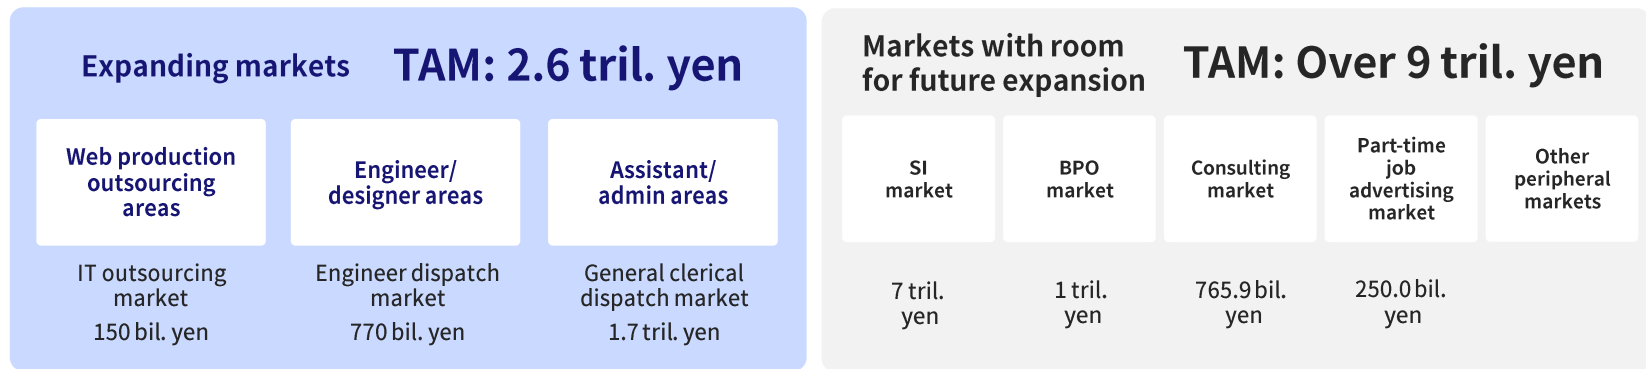 Expanding markets
TAM: 2.6 tril. yen
Web production
outsourcing
areas
Engineer/
designer areas
Assistant/
admin areas
IT outsourcing
market
150 bil. yen
Engineer dispatch
market
770 bil. yen
General clerical
dispatch market
1.7 tril. yen
Markets with room
for future expansion
TAM: Over 9 tril. yen
SI
market
BPO
market
Consulting
market
Part-time
job
advertising
market
Other
peripheral
markets
7 tril.
yen
1 tril.
yen
765.9 bil.
yen
250.0 bil.
yen